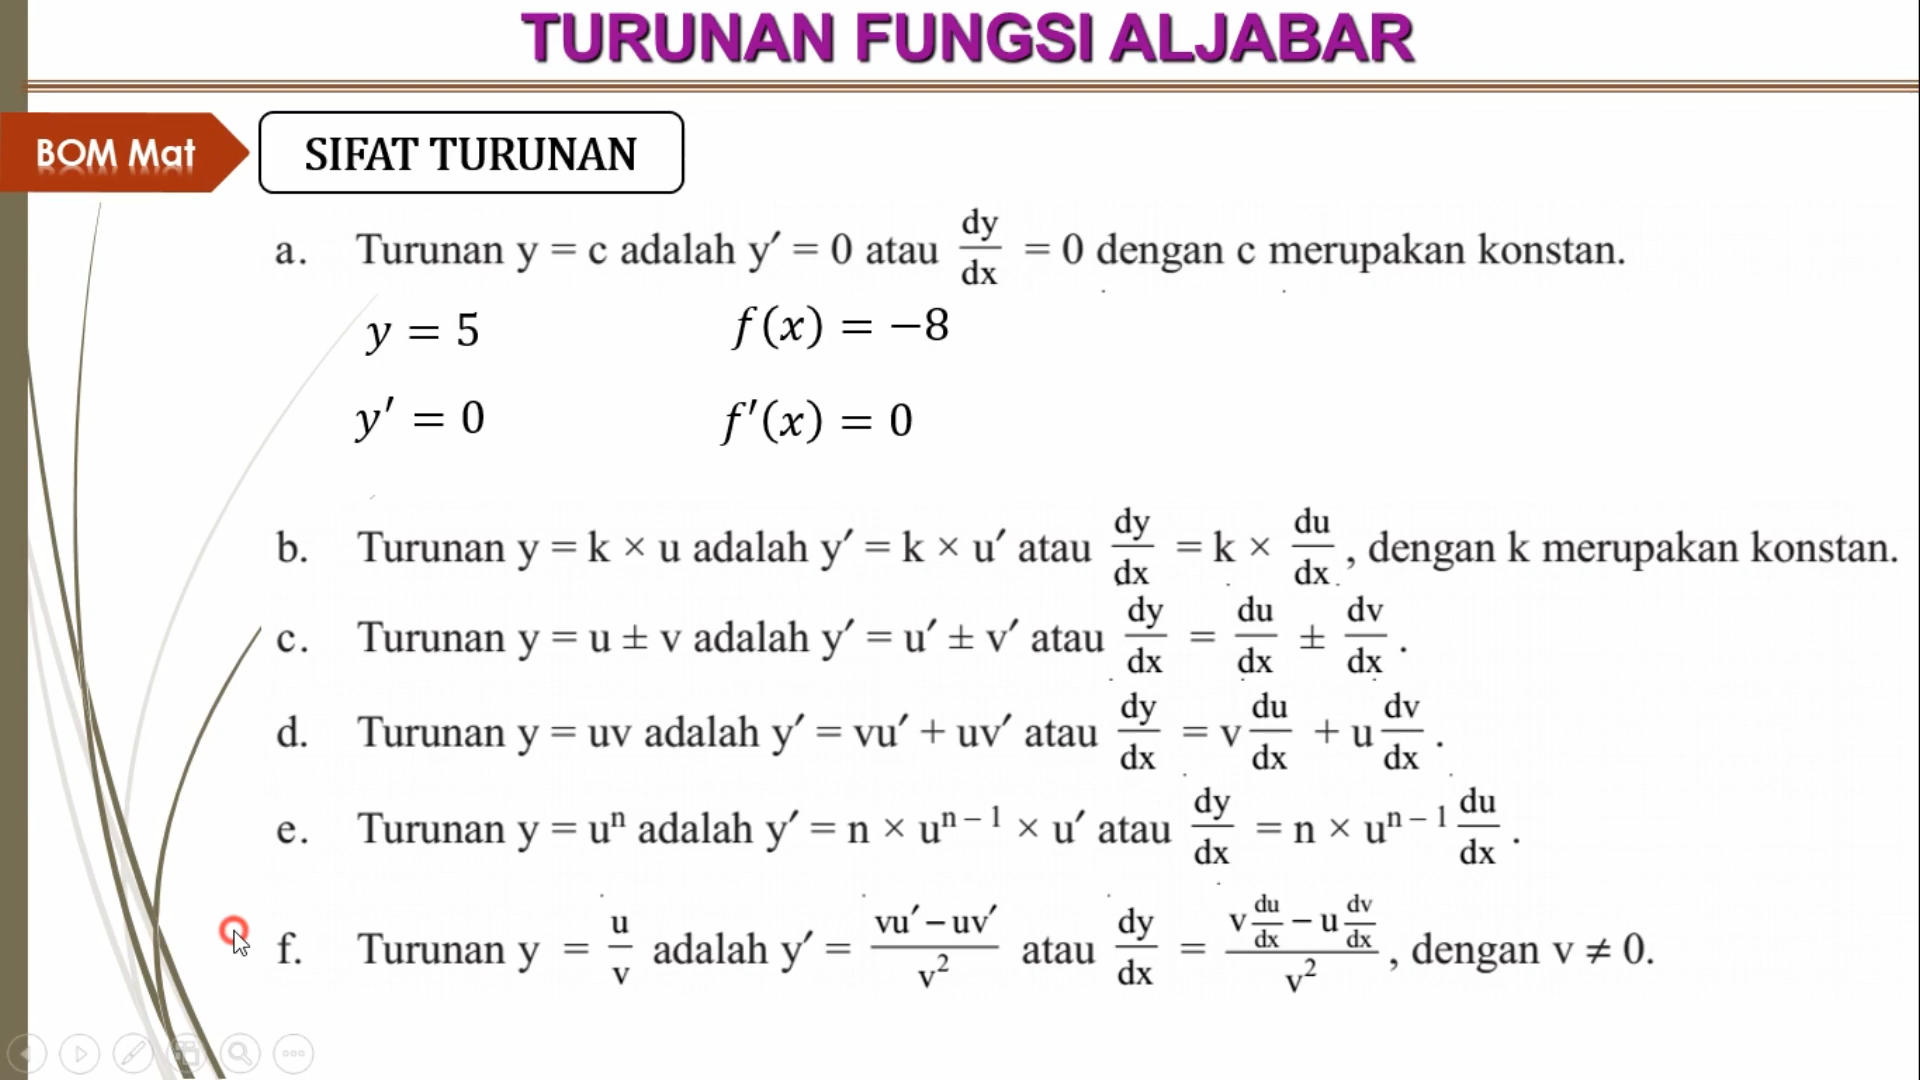 TURUNAN FUNGSI ALJABAR
BOM Mat
SIFAT TURUNAN
a. Turunan y = c adalah y′ = 0 atau dy/dx = 0 dengan c merupakan konstan.
y = 5 f(x) = −8
y′ = 0 f′(x) = 0
b. Turunan y = k × u adalah y′ = k × u′ atau dy/dx = k × du/dx, dengan k merupakan konstan.
c. Turunan y = u ± v adalah y′ = u′ ± v′ atau dy/dx = du/dx ± dv/dx.
d. Turunan y = uv adalah y′ = vu′ + uv′ atau dy/dx = v du/dx + u dv/dx.
e. Turunan y = uⁿ adalah y′ = n × uⁿ⁻¹ × u′ atau dy/dx = n × uⁿ⁻¹ du/dx.
f. Turunan y = u/v adalah y′ = (vu′ − uv′)/v² atau dy/dx = (v du/dx − u dv/dx)/v², dengan v ≠ 0.